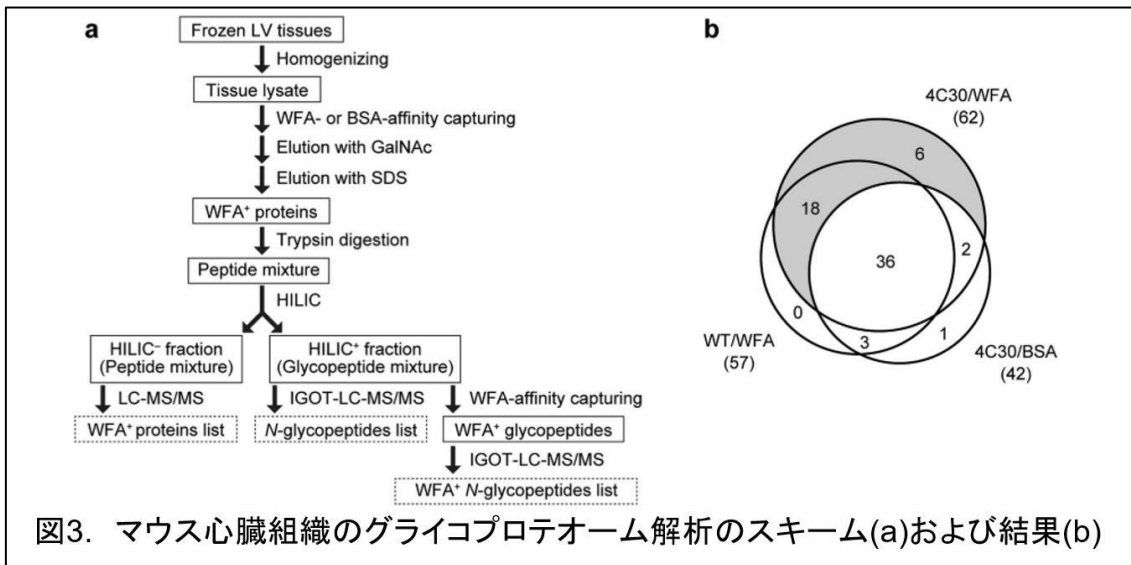 a
Frozen LV tissues
Homogenizing
Tissue lysate
WFA- or BSA-affinity capturing
Elution with GalNAc
Elution with SDS
WFA⁺ proteins
Trypsin digestion
Peptide mixture
HILIC
HILIC⁻ fraction
(Peptide mixture)
HILIC⁺ fraction
(Glycopeptide mixture)
LC-MS/MS
IGOT-LC-MS/MS
WFA-affinity capturing
WFA⁺ proteins list
N-glycopeptides list
WFA⁺ glycopeptides
IGOT-LC-MS/MS
WFA⁺ N-glycopeptides list
b
4C30/WFA
(62)
6
18
36
2
0
3
1
WT/WFA
(57)
4C30/BSA
(42)
図3. マウス心臓組織のグライコプロテオーム解析のスキーム(a)および結果(b)